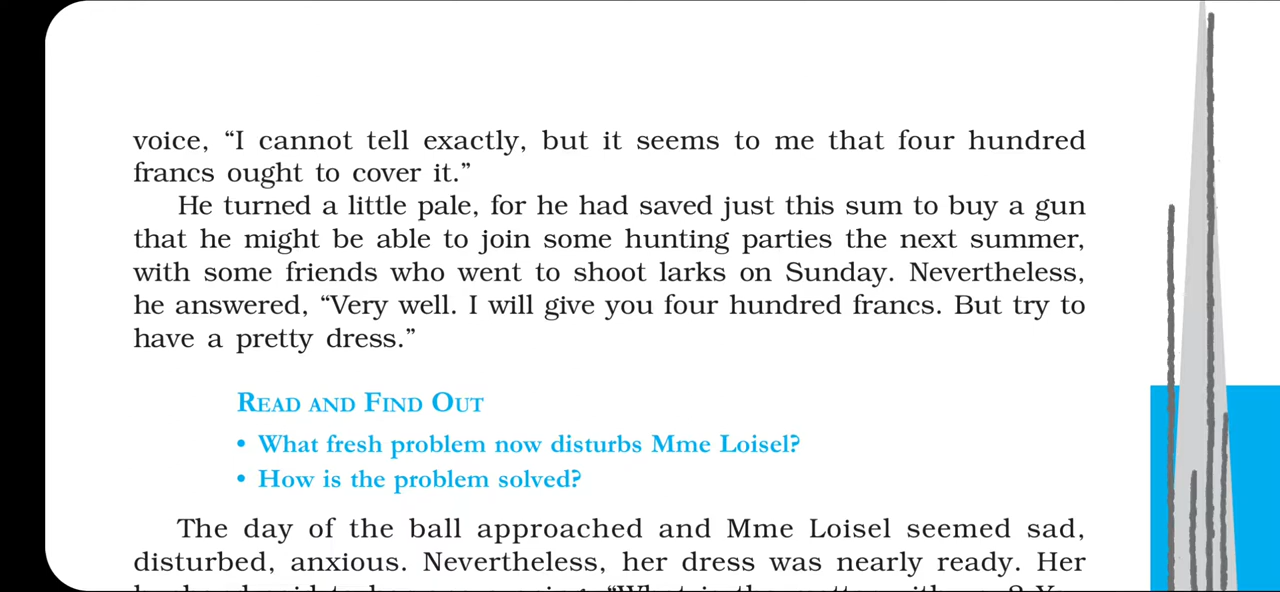 voice, “I cannot tell exactly, but it seems to me that four hundred
francs ought to cover it.”
He turned a little pale, for he had saved just this sum to buy a gun
that he might be able to join some hunting parties the next summer,
with some friends who went to shoot larks on Sunday. Nevertheless,
he answered, “Very well. I will give you four hundred francs. But try to
have a pretty dress.”
READ AND FIND OUT
• What fresh problem now disturbs Mme Loisel?
• How is the problem solved?
The day of the ball approached and Mme Loisel seemed sad,
disturbed, anxious. Nevertheless, her dress was nearly ready. Her